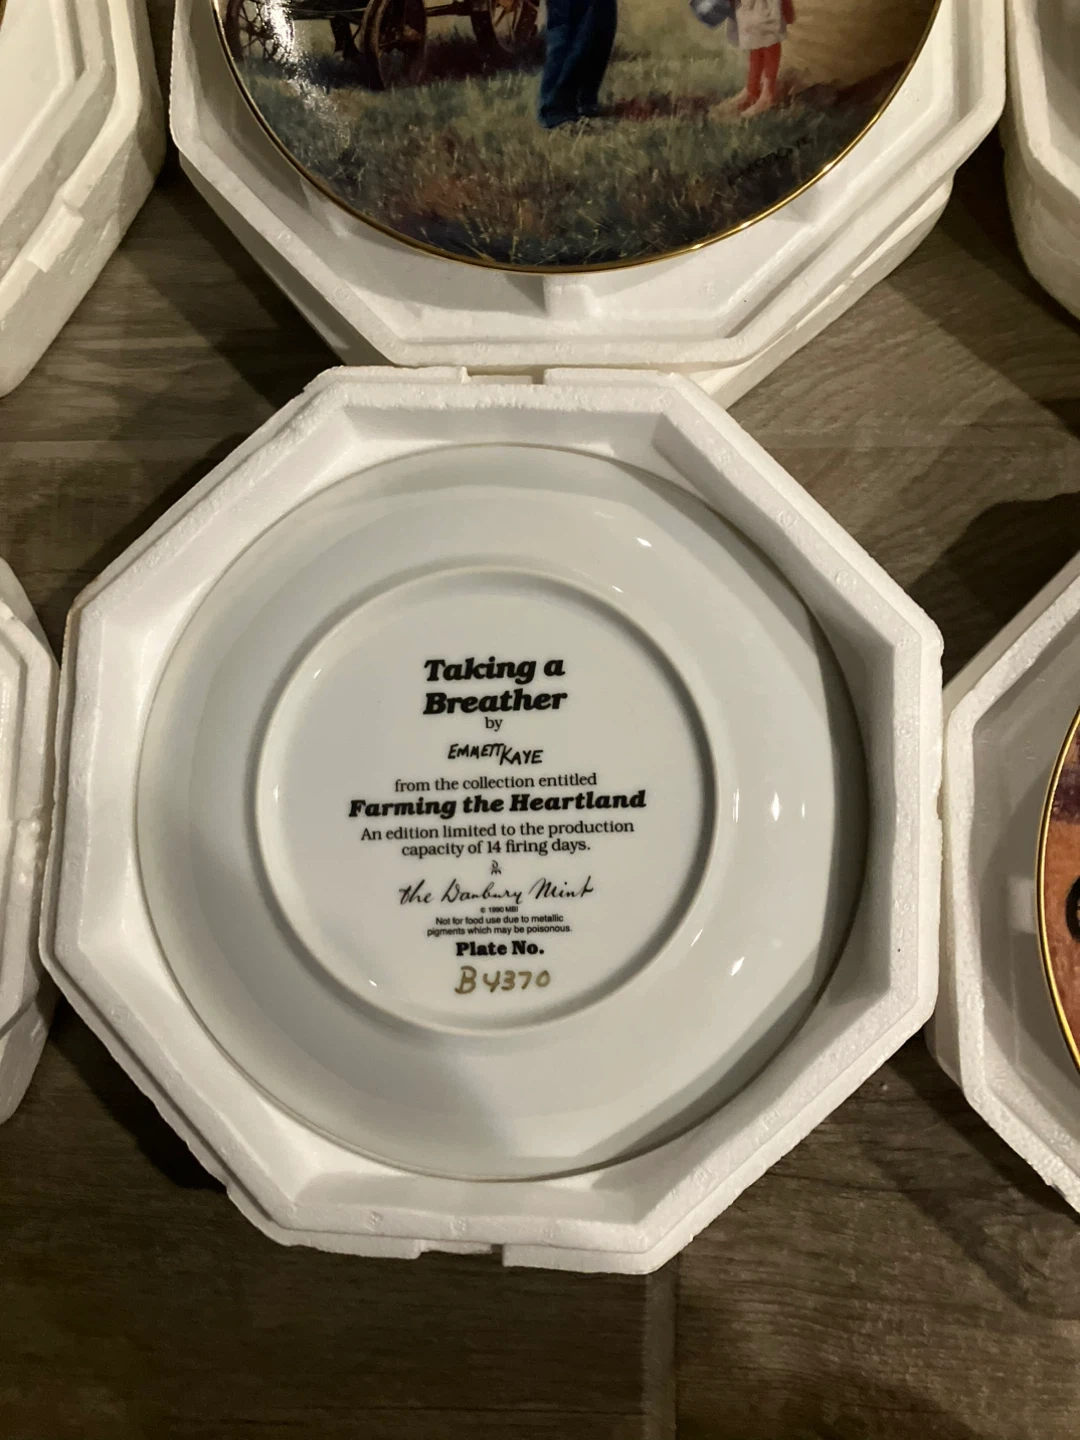 Taking a
Breather
by
EMMETT KAYE
from the collection entitled
Farming the Heartland
An edition limited to the production
capacity of 14 firing days.
the Danbury Mint
© 1990 MBI
Not for food use due to metallic
pigments which may be poisonous.
Plate No.
B4370